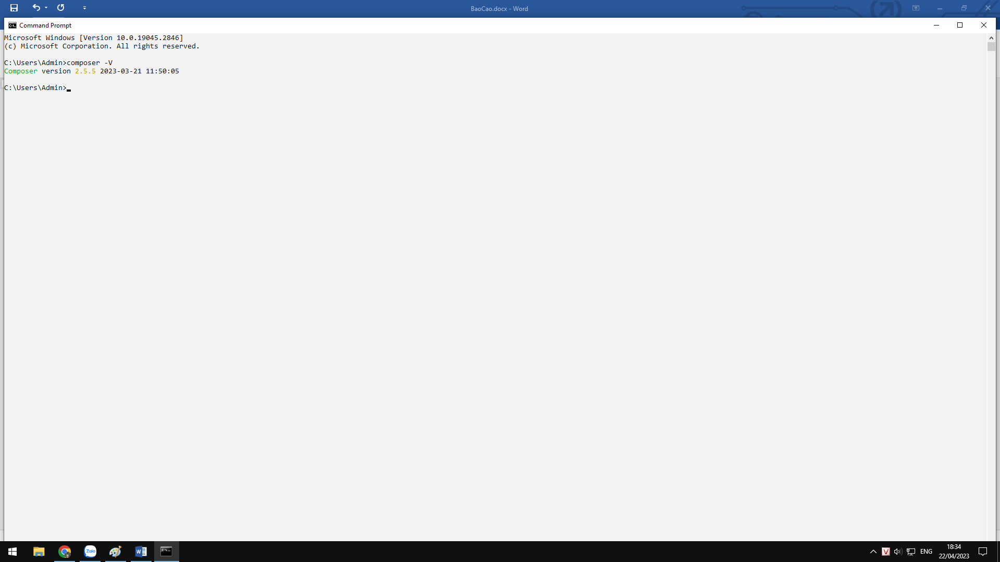 BaoCao.docx - Word
Command Prompt
Microsoft Windows [Version 10.0.19045.2846]
(c) Microsoft Corporation. All rights reserved.
C:\Users\Admin>composer -V
Composer version 2.5.5 2023-03-21 11:50:05
C:\Users\Admin>
Zalo
ENG
18:34
22/04/2023